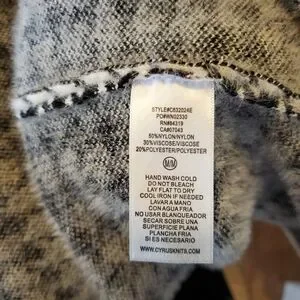 STYLE#C632024E
PO#WN02330
RN#84319
CA#07043
50%NYLON/NYLON
30%VISCOSE/VISCOSE
20%POLYESTER/POLYESTER
M/M
HAND WASH COLD
DO NOT BLEACH
LAY FLAT TO DRY
COOL IRON IF NEEDED
LAVAR A MANO
CON AGUA FRIA
NO USAR BLANQUEADOR
SECAR SOBRE UNA
SUPERFICIE PLANA
PLANCHA FRIA
SI ES NECESARIO
WWW.CYRUSKNITS.COM